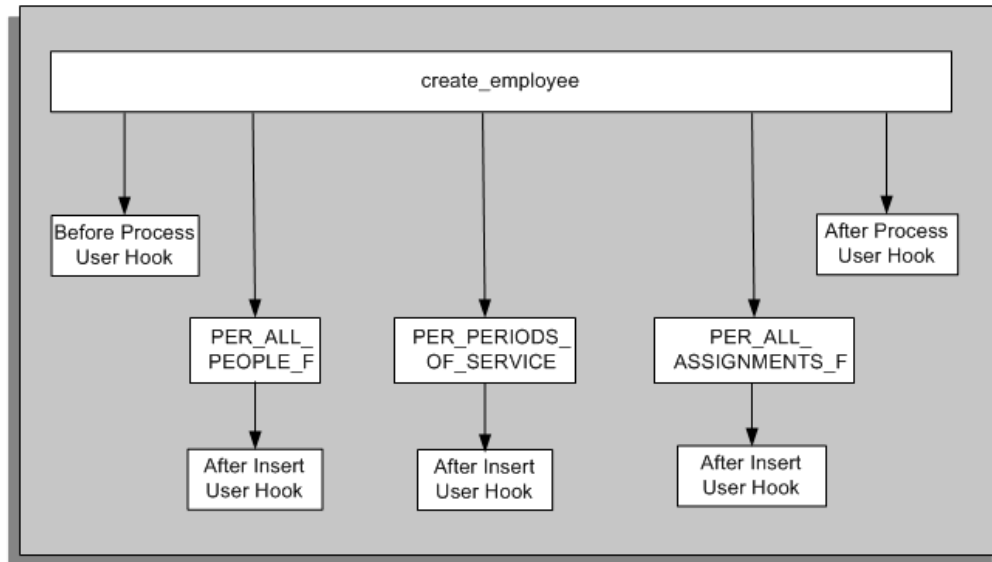 create_employee
Before Process
User Hook
After Process
User Hook
PER_ALL_
PEOPLE_F
PER_PERIODS_
OF_SERVICE
PER_ALL_
ASSIGNMENTS_F
After Insert
User Hook
After Insert
User Hook
After Insert
User Hook